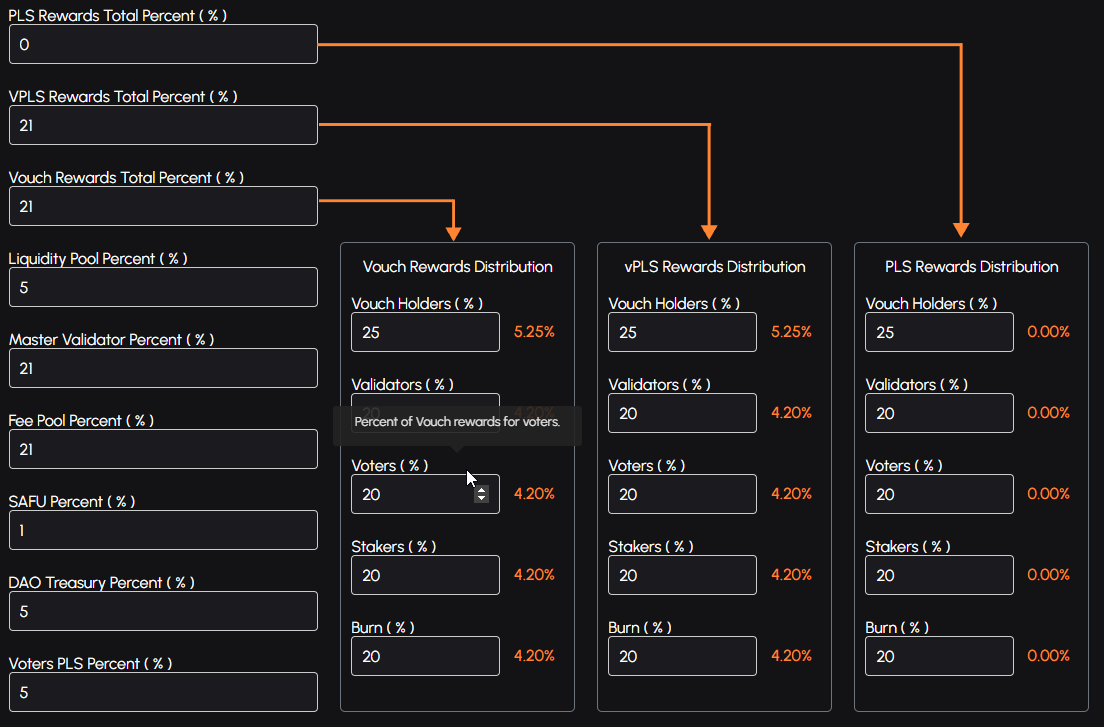 PLS Rewards Total Percent ( % )
0
VPLS Rewards Total Percent ( % )
21
Vouch Rewards Total Percent ( % )
21
Liquidity Pool Percent ( % )
5
Master Validator Percent ( % )
21
Fee Pool Percent ( % )
21
SAFU Percent ( % )
1
DAO Treasury Percent ( % )
5
Voters PLS Percent ( % )
5
Vouch Rewards Distribution
Vouch Holders ( % )
25 5.25%
Validators ( % )
20 4.20%
Percent of Vouch rewards for voters.
Voters ( % )
20 4.20%
Stakers ( % )
20 4.20%
Burn ( % )
20 4.20%
vPLS Rewards Distribution
Vouch Holders ( % )
25 5.25%
Validators ( % )
20 4.20%
Voters ( % )
20 4.20%
Stakers ( % )
20 4.20%
Burn ( % )
20 4.20%
PLS Rewards Distribution
Vouch Holders ( % )
25 0.00%
Validators ( % )
20 0.00%
Voters ( % )
20 0.00%
Stakers ( % )
20 0.00%
Burn ( % )
20 0.00%